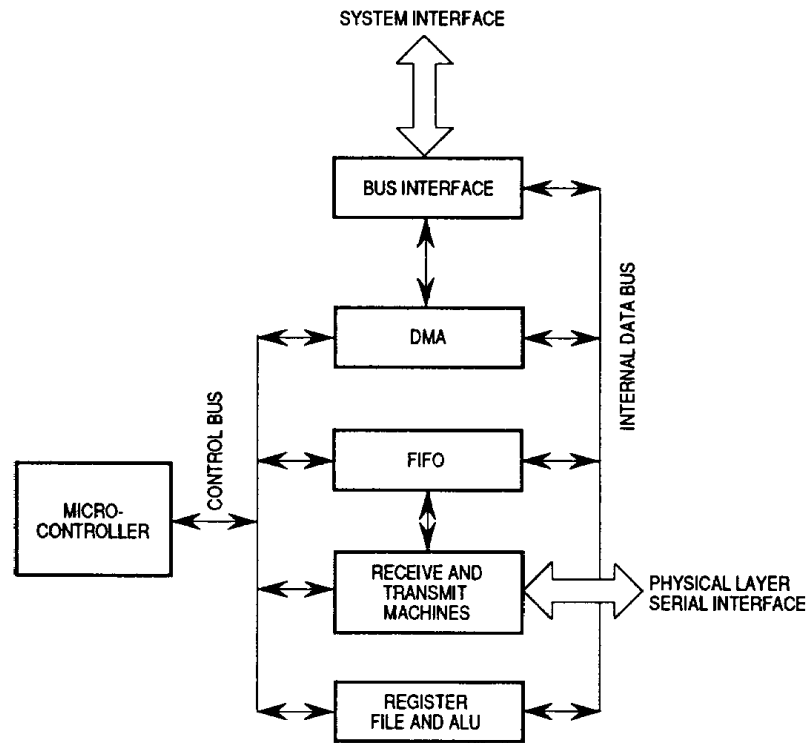 SYSTEM INTERFACE
BUS INTERFACE
DMA
INTERNAL DATA BUS
CONTROL BUS
FIFO
MICRO-
CONTROLLER
RECEIVE AND
TRANSMIT
MACHINES
PHYSICAL LAYER
SERIAL INTERFACE
REGISTER
FILE AND ALU